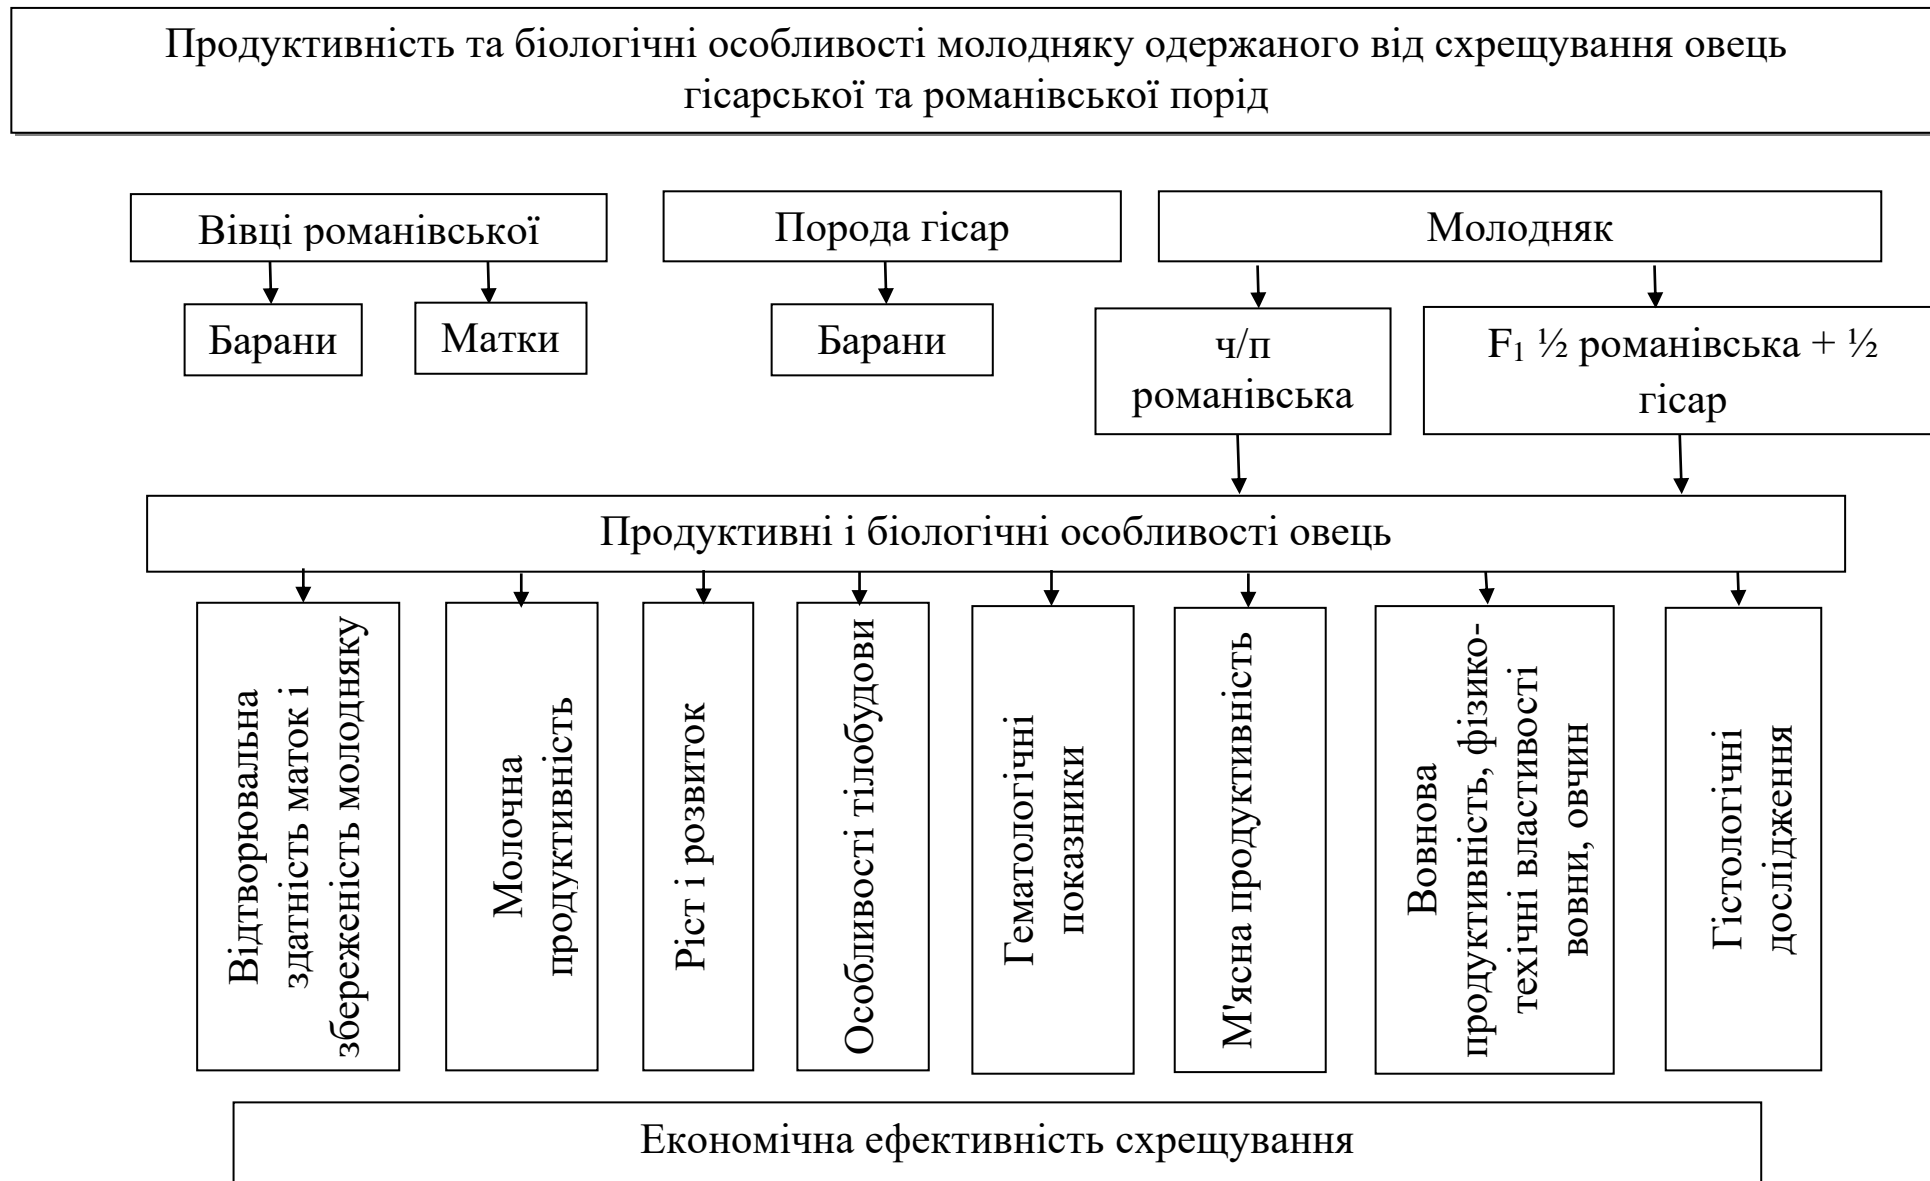 Продуктивність та біологічні особливості молодняку одержаного від схрещування овець
гісарської та романівської порід
Вівці романівської
Порода гісар
Молодняк
Барани
Матки
Барани
ч/п
романівська
F₁ ½ романівська + ½
гісар
Продуктивні і біологічні особливості овець
Відтворювальна
здатність маток і
збереженість молодняку
Молочна
продуктивність
Ріст і розвиток
Особливості тілобудови
Гематологічні
показники
М'ясна продуктивність
Вовнова
продуктивність, фізико-
техічні властивості
вовни, овчин
Гістологічні
дослідження
Економічна ефективність схрещування